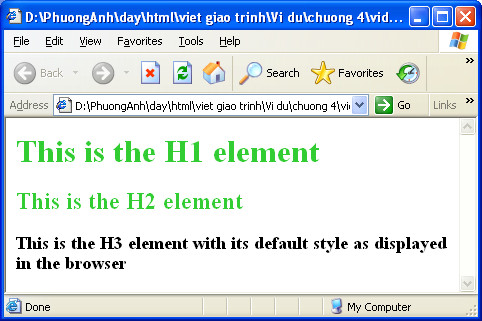 D:\PhuongAnh\day\html\viet giao trinh\Vi du\chuong 4\vid...
File Edit View Favorites Tools Help
Back Search Favorites
Address D:\PhuongAnh\day\html\viet giao trinh\Vi du\chuong 4\vid Go Links
This is the H1 element
This is the H2 element
This is the H3 element with its default style as displayed
in the browser
Done My Computer